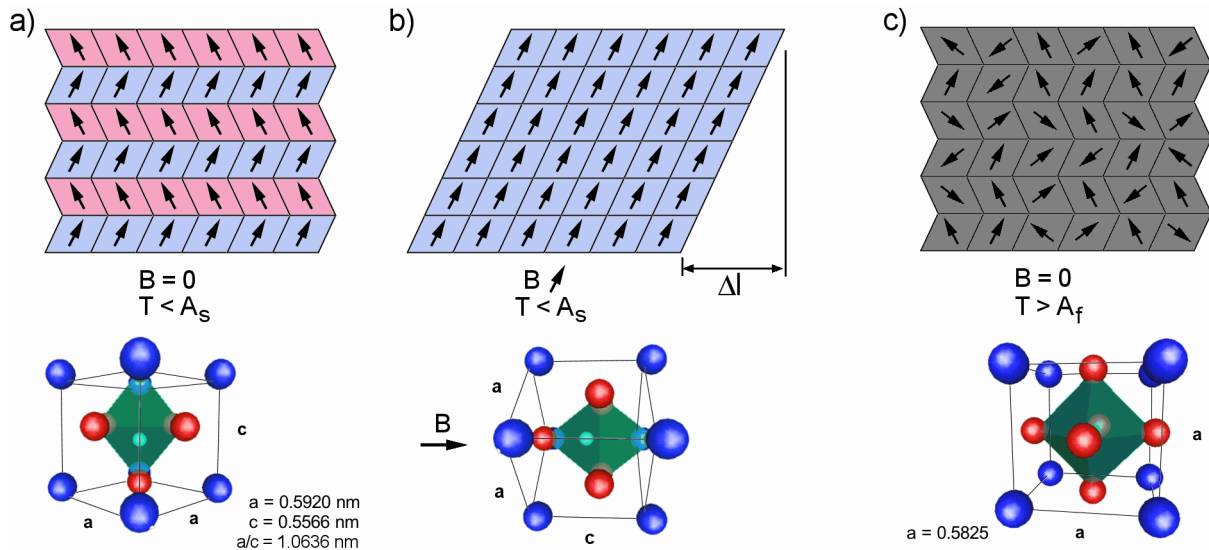 a)
B = 0
T < As
b)
B
T < As
Δl
c)
B = 0
T > Af
c
a
a
a = 0.5920 nm
c = 0.5566 nm
a/c = 1.0636 nm
B
a
a
c
a
a
a = 0.5825